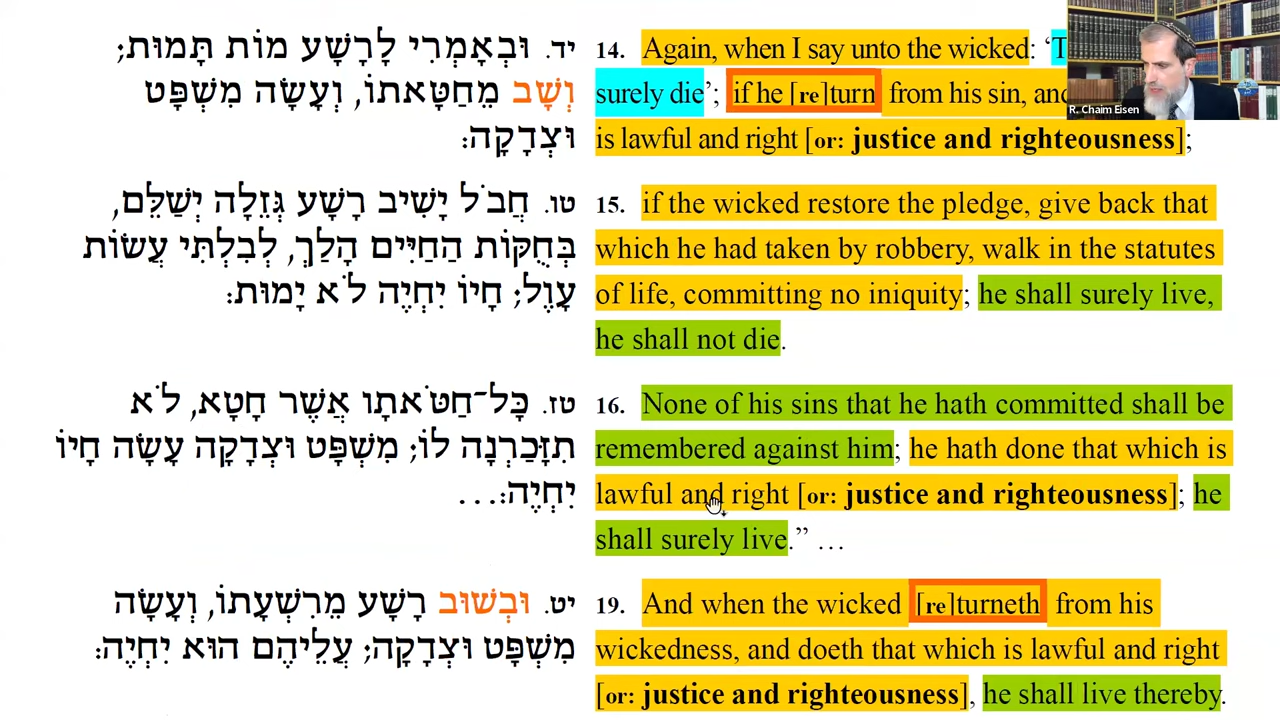 יד. וּבְאָמְרִי לָרָשָׁע מוֹת תָּמוּת;
וְשָׁב מֵחַטָּאתוֹ, וְעָשָׂה מִשְׁפָּט
וּצְדָקָה:
14. Again, when I say unto the wicked: ‘T
surely die’; if he [re]turn from his sin, and
is lawful and right [or: justice and righteousness];
R. Chaim Eisen
טו. חֲבֹל יָשִׁיב רָשָׁע גְּזֵלָה יְשַׁלֵּם,
בְּחֻקּוֹת הַחַיִּים הָלַךְ, לְבִלְתִּי עֲשׂוֹת
עָוֶל; חָיוֹ יִחְיֶה לֹא יָמוּת:
15. if the wicked restore the pledge, give back that
which he had taken by robbery, walk in the statutes
of life, committing no iniquity; he shall surely live,
he shall not die.
טז. כָּל־חַטֹּאתָו אֲשֶׁר חָטָא, לֹא
תִזָּכַרְנָה לוֹ; מִשְׁפָּט וּצְדָקָה עָשָׂה חָיוֹ
יִחְיֶה:…
16. None of his sins that he hath committed shall be
remembered against him; he hath done that which is
lawful and right [or: justice and righteousness]; he
shall surely live.” …
יט. וּבְשׁוּב רָשָׁע מֵרִשְׁעָתוֹ, וְעָשָׂה
מִשְׁפָּט וּצְדָקָה; עֲלֵיהֶם הוּא יִחְיֶה:
19. And when the wicked [re]turneth from his
wickedness, and doeth that which is lawful and right
[or: justice and righteousness], he shall live thereby.